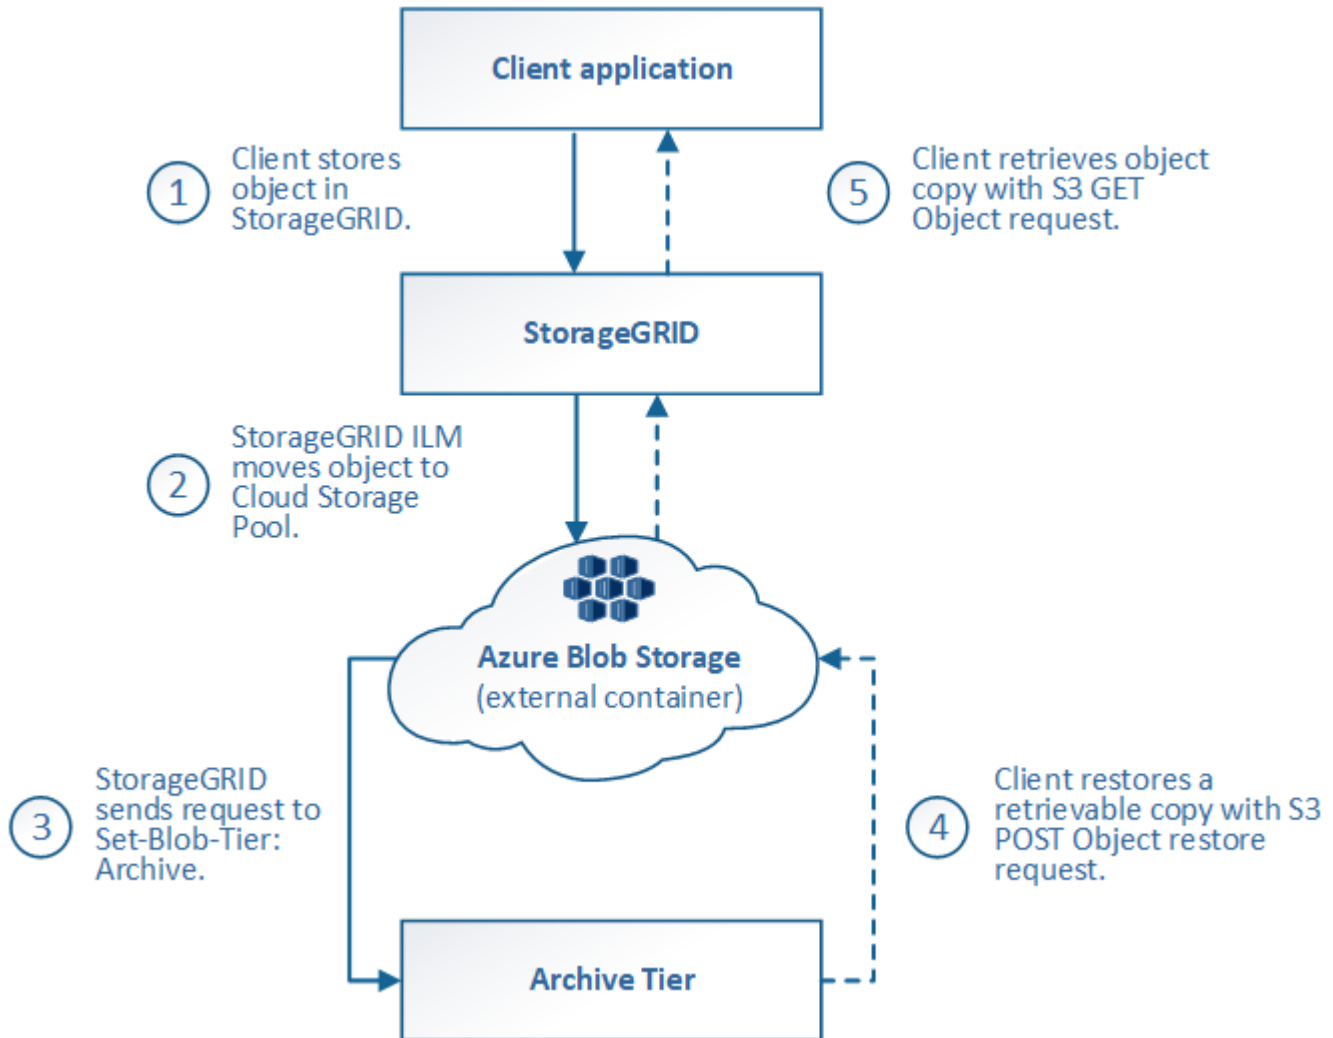 Client application
1
Client stores
object in
StorageGRID.
5
Client retrieves object
copy with S3 GET
Object request.
StorageGRID
2
StorageGRID ILM
moves object to
Cloud Storage
Pool.
Azure Blob Storage
(external container)
3
StorageGRID
sends request to
Set-Blob-Tier:
Archive.
4
Client restores a
retrievable copy with S3
POST Object restore
request.
Archive Tier